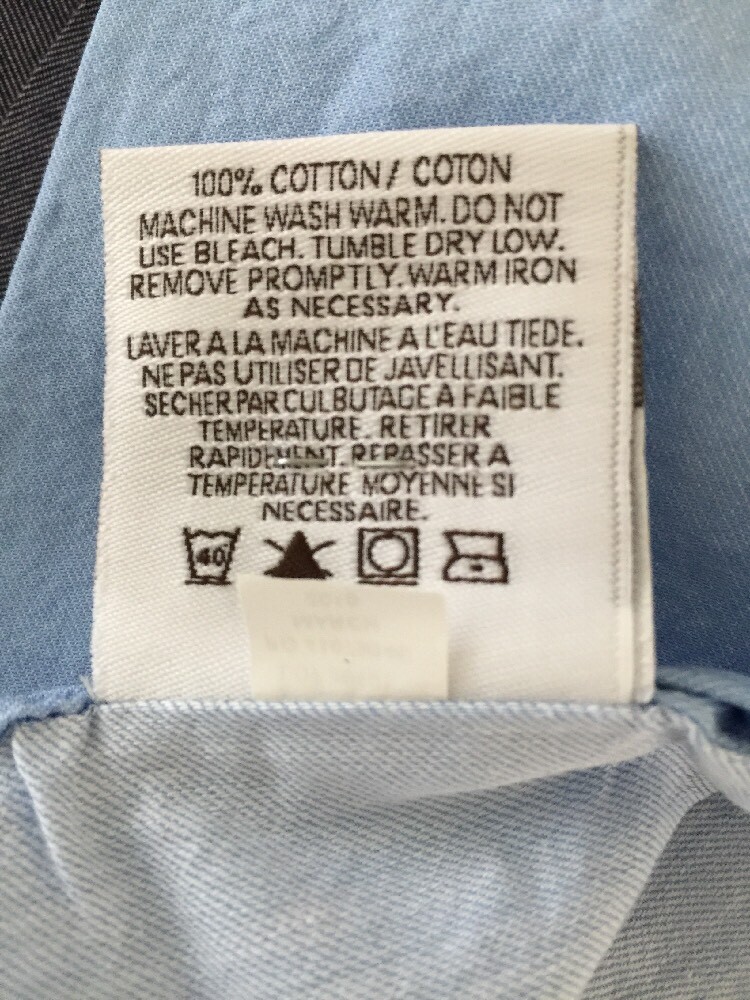 100% COTTON / COTON
MACHINE WASH WARM. DO NOT
USE BLEACH. TUMBLE DRY LOW.
REMOVE PROMPTLY. WARM IRON
AS NECESSARY.
LAVER A LA MACHINE A L'EAU TIEDE.
NE PAS UTILISER DE JAVELLISANT.
SECHER PAR CULBUTAGE A FAIBLE
TEMPERATURE. RETIRER
RAPIDEMENT. REPASSER A
TEMPERATURE MOYENNE SI
NECESSAIRE.
40